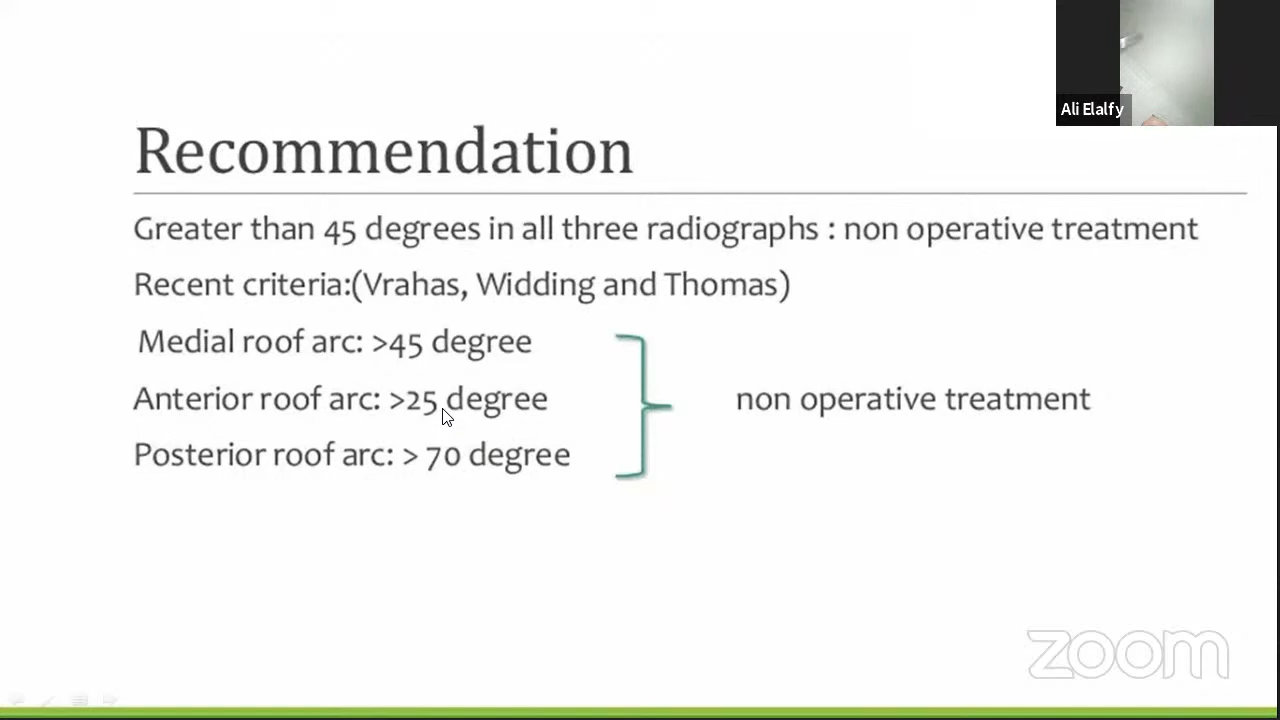 Ali Elalfy
Recommendation
Greater than 45 degrees in all three radiographs : non operative treatment
Recent criteria:(Vrahas, Widding and Thomas)
Medial roof arc: >45 degree
Anterior roof arc: >25 degree
non operative treatment
Posterior roof arc: > 70 degree
zoom